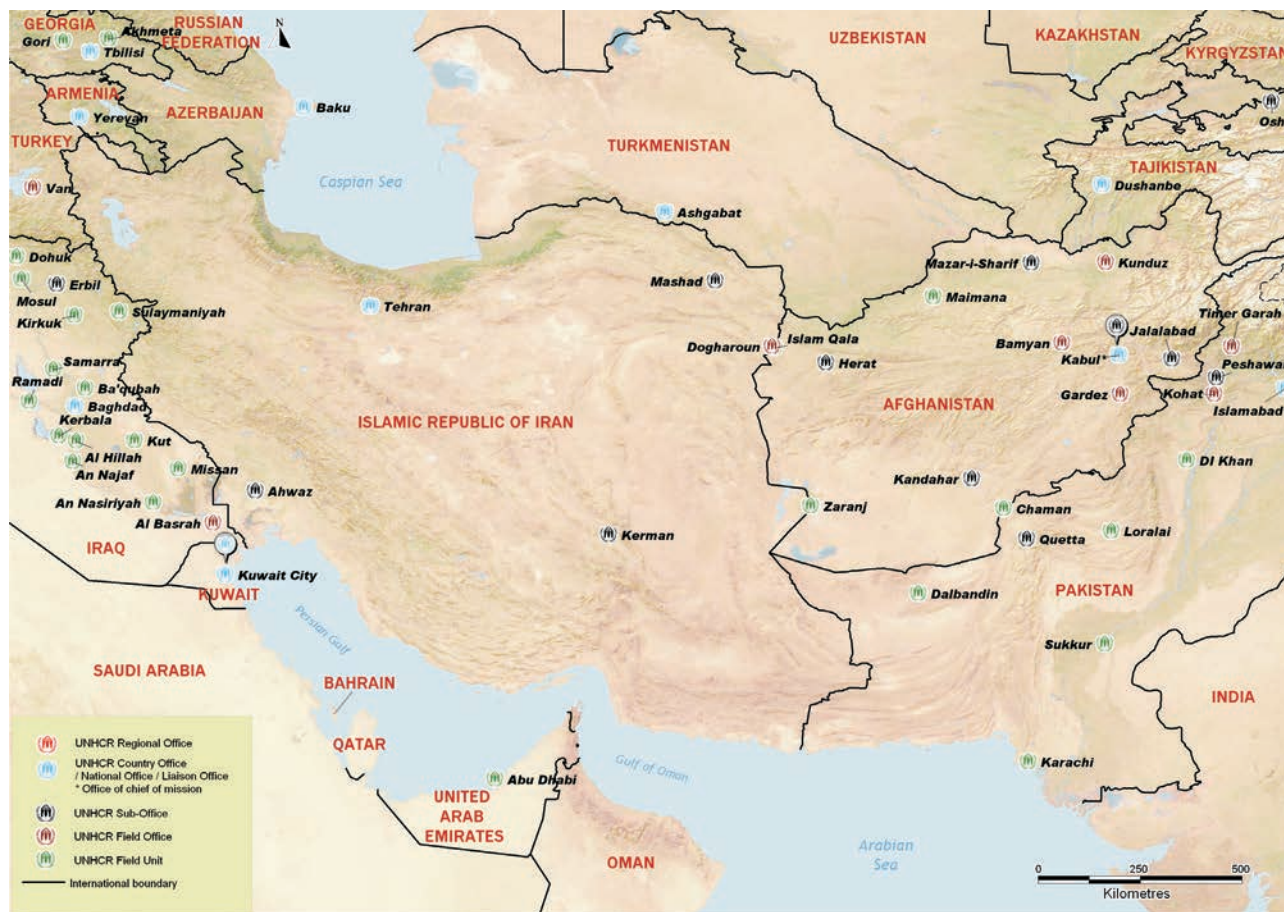 GEORGIA
Gori
Akhmeta
Tbilisi
RUSSIAN
FEDERATION
N
UZBEKISTAN
KAZAKHSTAN
KYRGYZSTAN
ARMENIA
Yerevan
AZERBAIJAN
Baku
Osh
TURKEY
TURKMENISTAN
TAJIKISTAN
Van
Caspian Sea
Dushanbe
Ashgabat
Dohuk
Erbil
Mosul
Kirkuk
Sulaymaniyah
Tehran
Mashad
Mazar-i-Sharif
Kunduz
Maimana
Timer Garah
Jalalabad
Islam Qala
Dogharoun
Herat
Bamyan
Kabul*
Peshawar
Samarra
Ramadi
Ba'qubah
Baghdad
Kerbala
Kut
Al Hillah
An Najaf
Missan
ISLAMIC REPUBLIC OF IRAN
AFGHANISTAN
Gardez
Kohat
Islamabad
DI Khan
Ahwaz
An Nasiriyah
Al Basrah
Kandahar
Zaranj
Chaman
Kerman
Quetta
Loralai
IRAQ
Kuwait City
KUWAIT
Dalbandin
PAKISTAN
Persian Gulf
Sukkur
SAUDI ARABIA
BAHRAIN
INDIA
QATAR
Gulf of Oman
Karachi
Abu Dhabi
UNITED
ARAB
EMIRATES
OMAN
Arabian
Sea
UNHCR Regional Office
UNHCR Country Office
/ National Office / Liaison Office
* Office of chief of mission
UNHCR Sub-Office
UNHCR Field Office
UNHCR Field Unit
International boundary
0 250 500
Kilometres